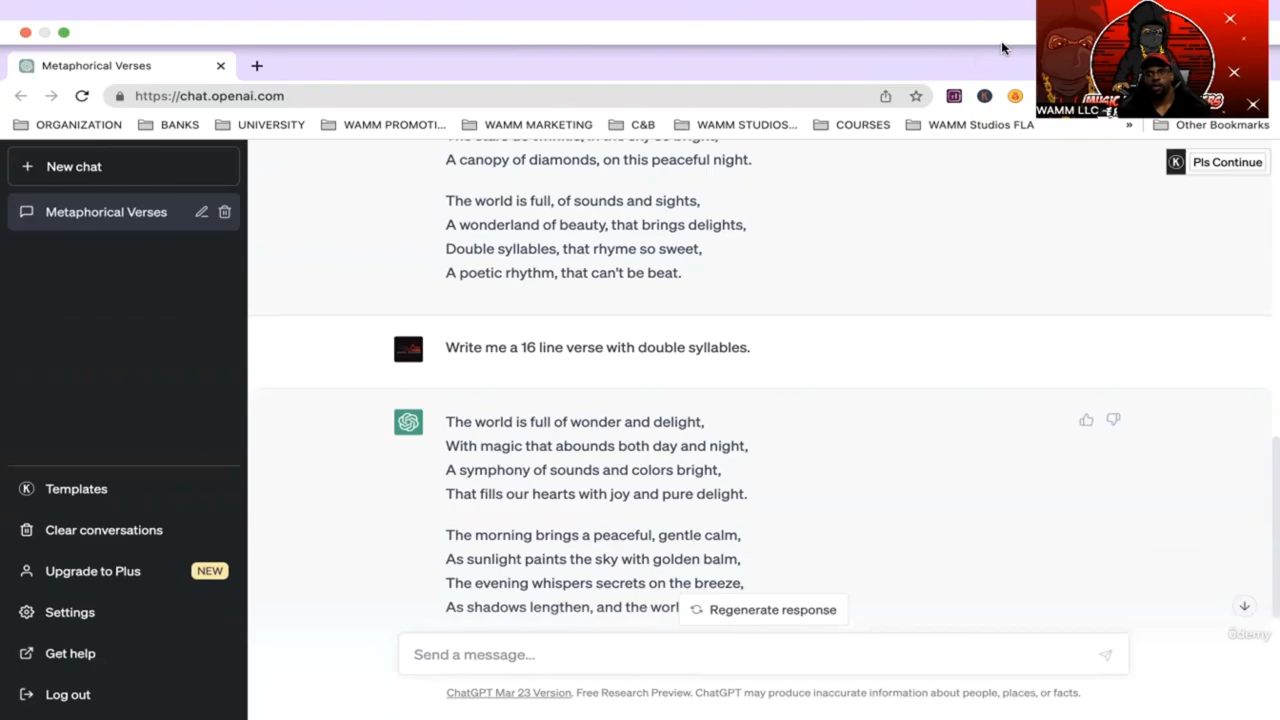 Metaphorical Verses
https://chat.openai.com
WAMM LLC
ORGANIZATION
BANKS
UNIVERSITY
WAMM PROMOTI...
WAMM MARKETING
C&B
WAMM STUDIOS...
COURSES
WAMM Studios FLA
»
Other Bookmarks
New chat
Metaphorical Verses
Templates
Clear conversations
Upgrade to Plus NEW
Settings
Get help
Log out
Pls Continue
A canopy of diamonds, on this peaceful night.
The world is full, of sounds and sights,
A wonderland of beauty, that brings delights,
Double syllables, that rhyme so sweet,
A poetic rhythm, that can't be beat.
Write me a 16 line verse with double syllables.
The world is full of wonder and delight,
With magic that abounds both day and night,
A symphony of sounds and colors bright,
That fills our hearts with joy and pure delight.
The morning brings a peaceful, gentle calm,
As sunlight paints the sky with golden balm,
The evening whispers secrets on the breeze,
As shadows lengthen, and the worl
Regenerate response
Send a message...
ChatGPT Mar 23 Version. Free Research Preview. ChatGPT may produce inaccurate information about people, places, or facts.
ûdemy